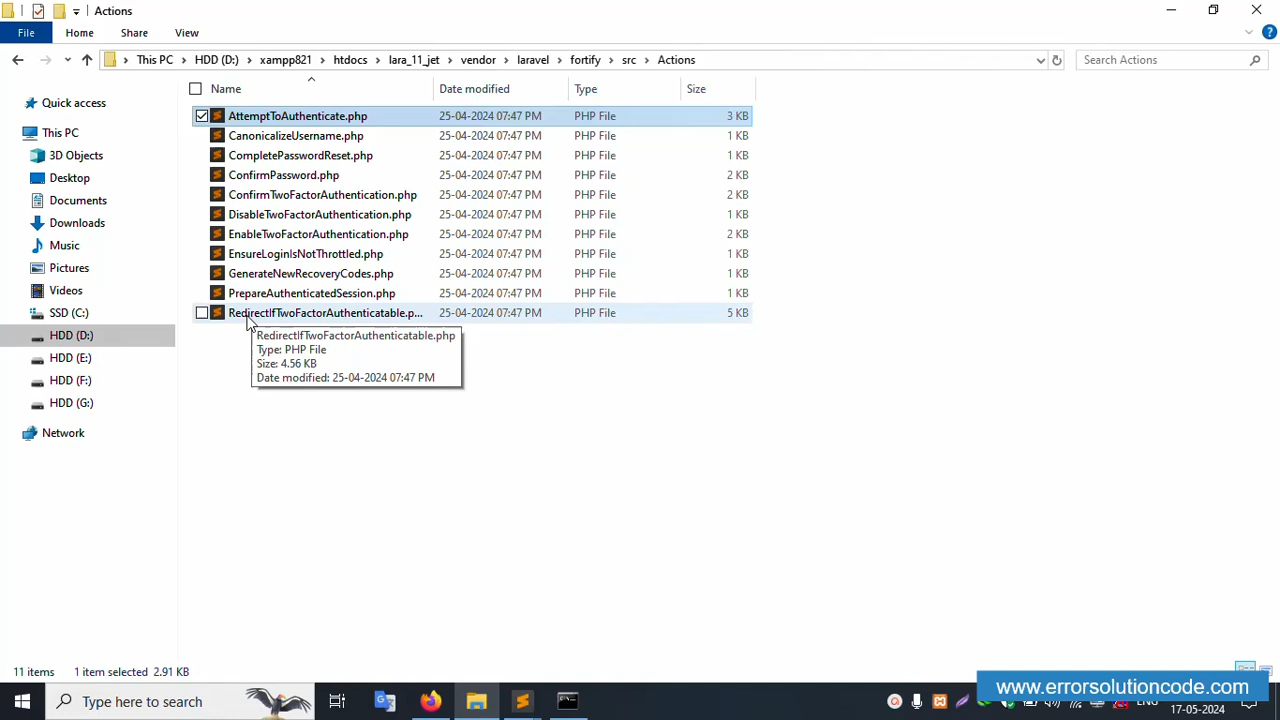 Actions
File
Home
Share
View
This PC
HDD (D:)
xampp821
htdocs
lara_11_jet
vendor
laravel
fortify
src
Actions
Search Actions
Name
Date modified
Type
Size
Quick access
This PC
3D Objects
Desktop
Documents
Downloads
Music
Pictures
Videos
SSD (C:)
HDD (D:)
HDD (E:)
HDD (F:)
HDD (G:)
Network
AttemptToAuthenticate.php 25-04-2024 07:47 PM PHP File 3 KB
CanonicalizeUsername.php 25-04-2024 07:47 PM PHP File 1 KB
CompletePasswordReset.php 25-04-2024 07:47 PM PHP File 1 KB
ConfirmPassword.php 25-04-2024 07:47 PM PHP File 2 KB
ConfirmTwoFactorAuthentication.php 25-04-2024 07:47 PM PHP File 2 KB
DisableTwoFactorAuthentication.php 25-04-2024 07:47 PM PHP File 1 KB
EnableTwoFactorAuthentication.php 25-04-2024 07:47 PM PHP File 2 KB
EnsureLoginIsNotThrottled.php 25-04-2024 07:47 PM PHP File 1 KB
GenerateNewRecoveryCodes.php 25-04-2024 07:47 PM PHP File 1 KB
PrepareAuthenticatedSession.php 25-04-2024 07:47 PM PHP File 1 KB
RedirectIfTwoFactorAuthenticatable.p... 25-04-2024 07:47 PM PHP File 5 KB
RedirectIfTwoFactorAuthenticatable.php
Type: PHP File
Size: 4.56 KB
Date modified: 25-04-2024 07:47 PM
11 items
1 item selected 2.91 KB
www.errorsolutioncode.com
Type here to search
ENG
17-05-2024